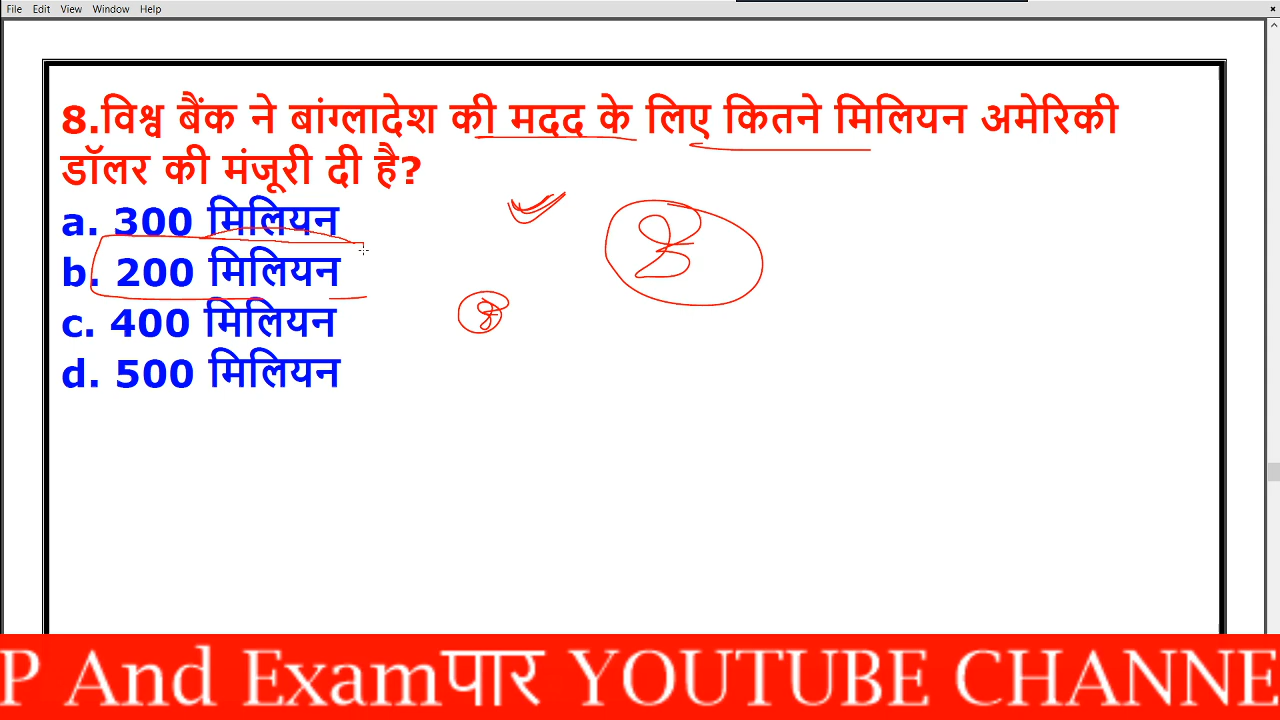 File Edit View Window Help
8.विश्व बैंक ने बांग्लादेश की मदद के लिए कितने मिलियन अमेरिकी
डॉलर की मंजूरी दी है?
a. 300 मिलियन
b. 200 मिलियन
c. 400 मिलियन
d. 500 मिलियन
P And Examपार YOUTUBE CHANNE